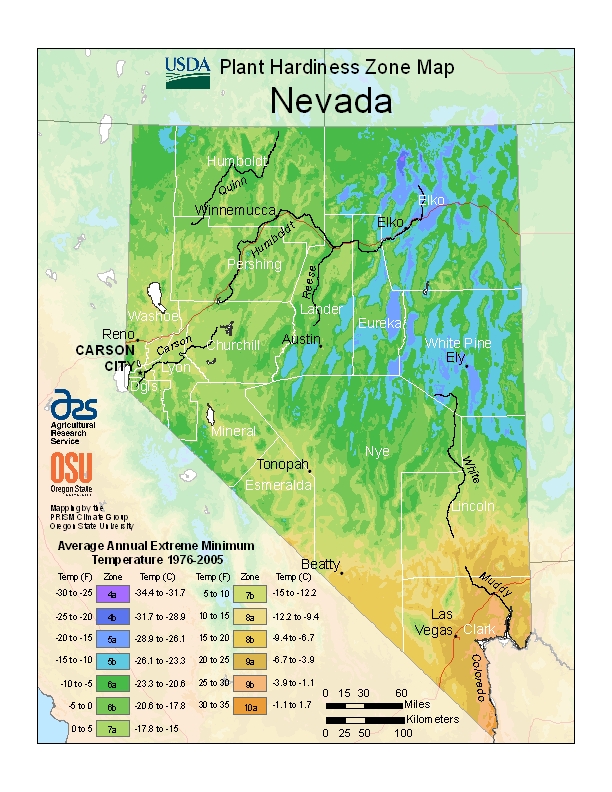 USDA Plant Hardiness Zone Map
Nevada
Humboldt
Quinn
Winnemucca
Elko
Elko
Humboldt
Pershing
Reese
Washoe
Lander
Eureka
White Pine
Reno
Carson
hurchill
Austin
Ely
CARSON
CITY
Lyon
Dgls
Agricultural
Research
Service
Mineral
Nye
White
OSU
Oregon State
UNIVERSITY
Tonopah
Esmeralda
Lincoln
Mapping by the
PRISM Climate Group
Oregon State University
Average Annual Extreme Minimum
Temperature 1976-2005
Beatty
Muddy
Las
Vegas
Clark
Colorado
Temp (F) Zone Temp (C) Temp (F) Zone Temp (C)
-30 to -25 4a -34.4 to -31.7 5 to 10 7b -15 to -12.2
-25 to -20 4b -31.7 to -28.9 10 to 15 8a -12.2 to -9.4
-20 to -15 5a -28.9 to -26.1 15 to 20 8b -9.4 to -6.7
-15 to -10 5b -26.1 to -23.3 20 to 25 9a -6.7 to -3.9
-10 to -5 6a -23.3 to -20.6 25 to 30 9b -3.9 to -1.1
-5 to 0 6b -20.6 to -17.8 30 to 35 10a -1.1 to 1.7
0 to 5 7a -17.8 to -15
0 15 30 60
Miles
Kilometers
0 25 50 100